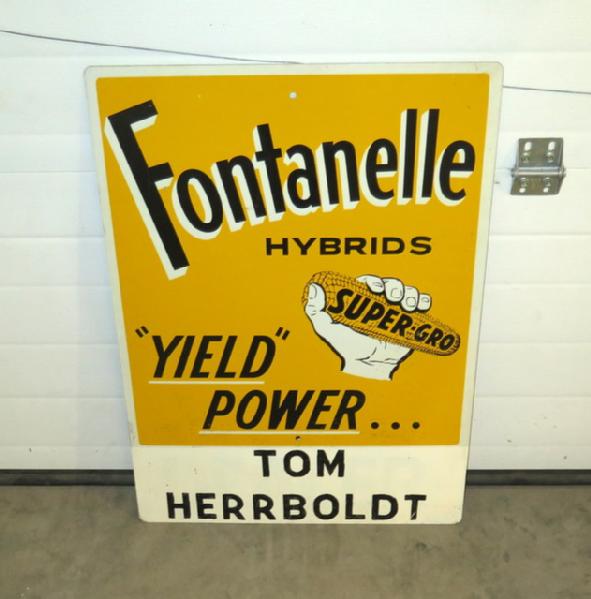 Fontanelle
HYBRIDS
SUPER-GRO
"YIELD"
POWER...
TOM
HERRBOLDT